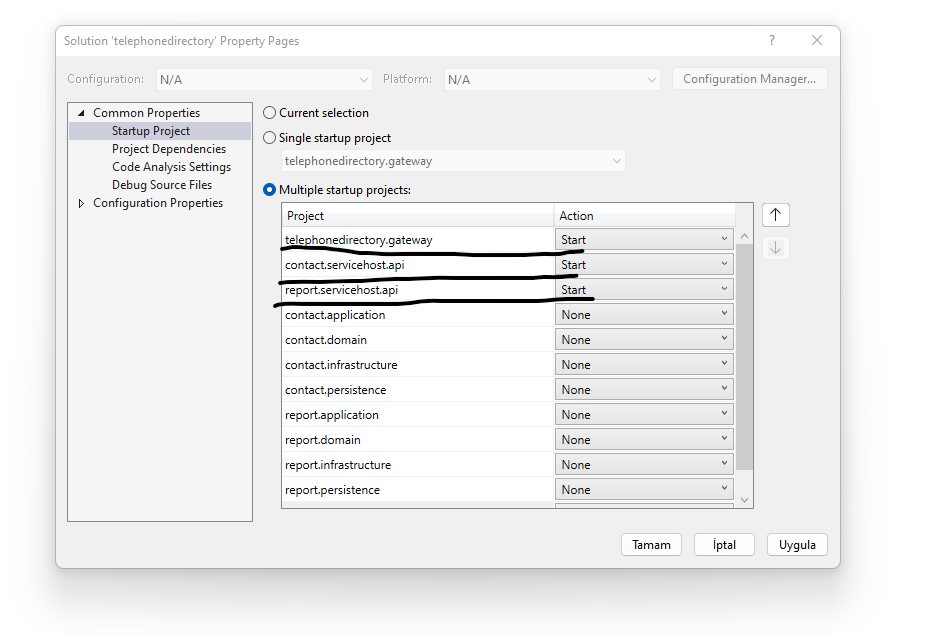 Solution 'telephonedirectory' Property Pages ?
Configuration: N/A Platform: N/A Configuration Manager...
Common Properties
Startup Project
Project Dependencies
Code Analysis Settings
Debug Source Files
Configuration Properties
Current selection
Single startup project
telephonedirectory.gateway
Multiple startup projects:
Project Action
telephonedirectory.gateway Start
contact.servicehost.api Start
report.servicehost.api Start
contact.application None
contact.domain None
contact.infrastructure None
contact.persistence None
report.application None
report.domain None
report.infrastructure None
report.persistence None
Tamam İptal Uygula